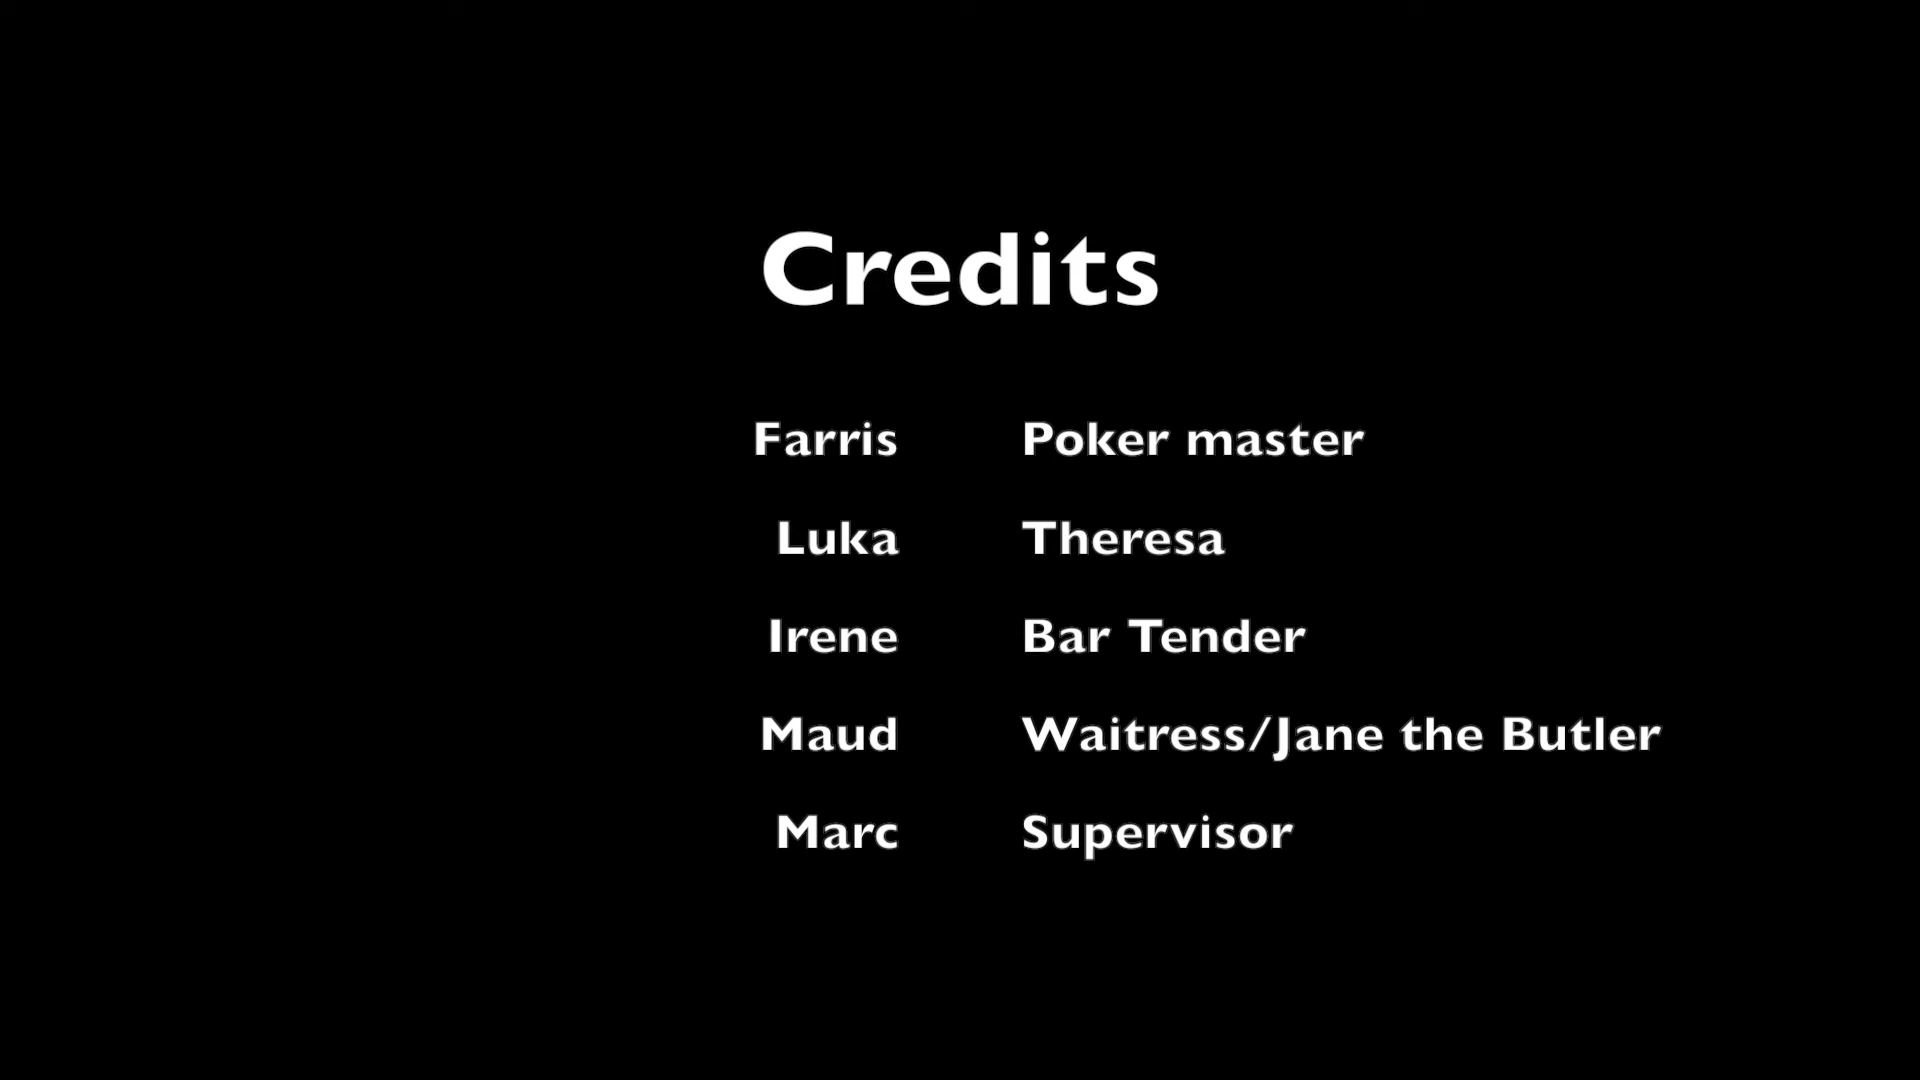 Credits
Farris Poker master
Luka Theresa
Irene Bar Tender
Maud Waitress/Jane the Butler
Marc Supervisor